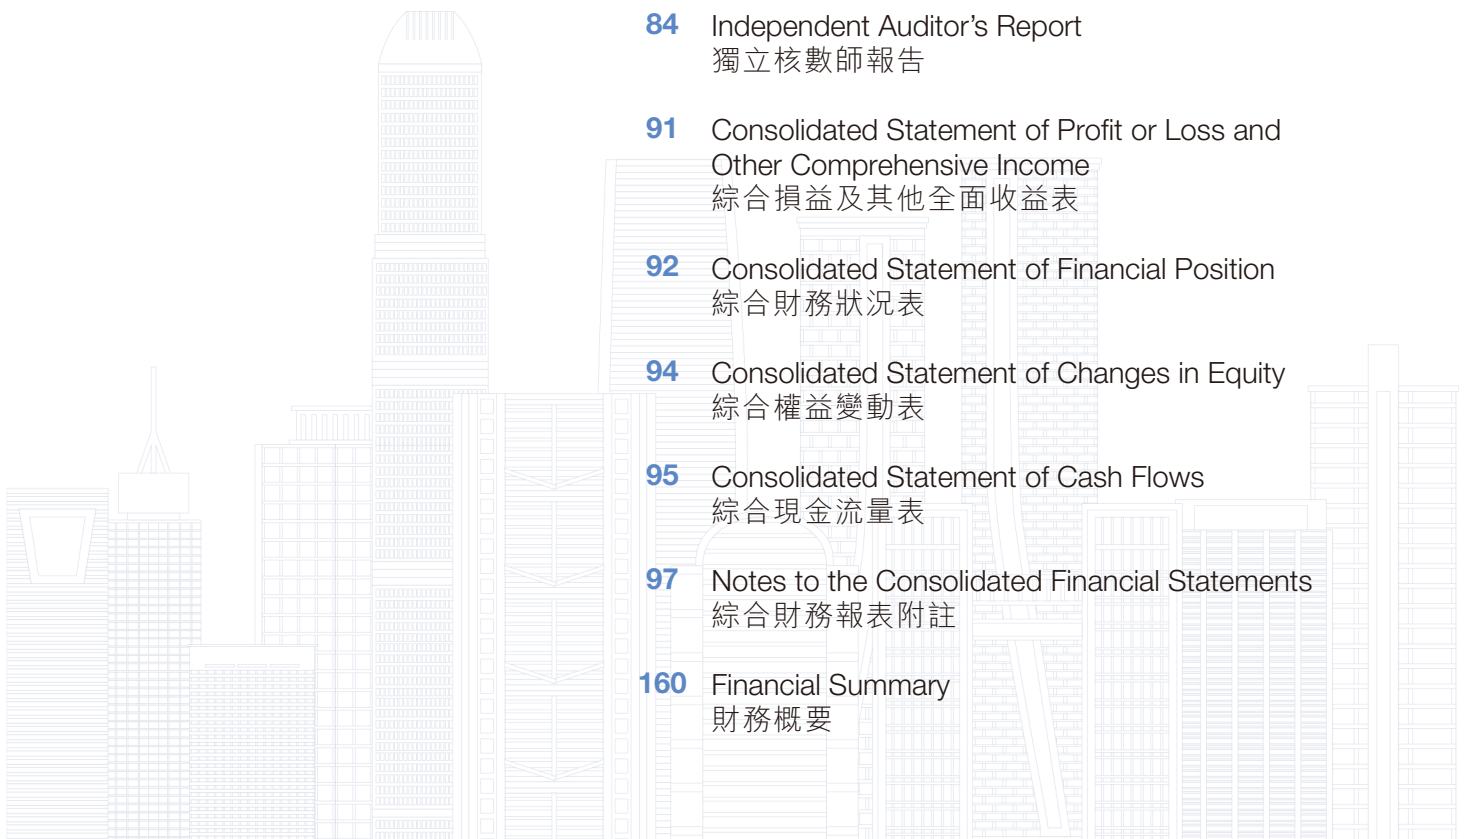 84 Independent Auditor’s Report
獨立核數師報告
91 Consolidated Statement of Profit or Loss and
Other Comprehensive Income
綜合損益及其他全面收益表
92 Consolidated Statement of Financial Position
綜合財務狀況表
94 Consolidated Statement of Changes in Equity
綜合權益變動表
95 Consolidated Statement of Cash Flows
綜合現金流量表
97 Notes to the Consolidated Financial Statements
綜合財務報表附註
160 Financial Summary
財務概要